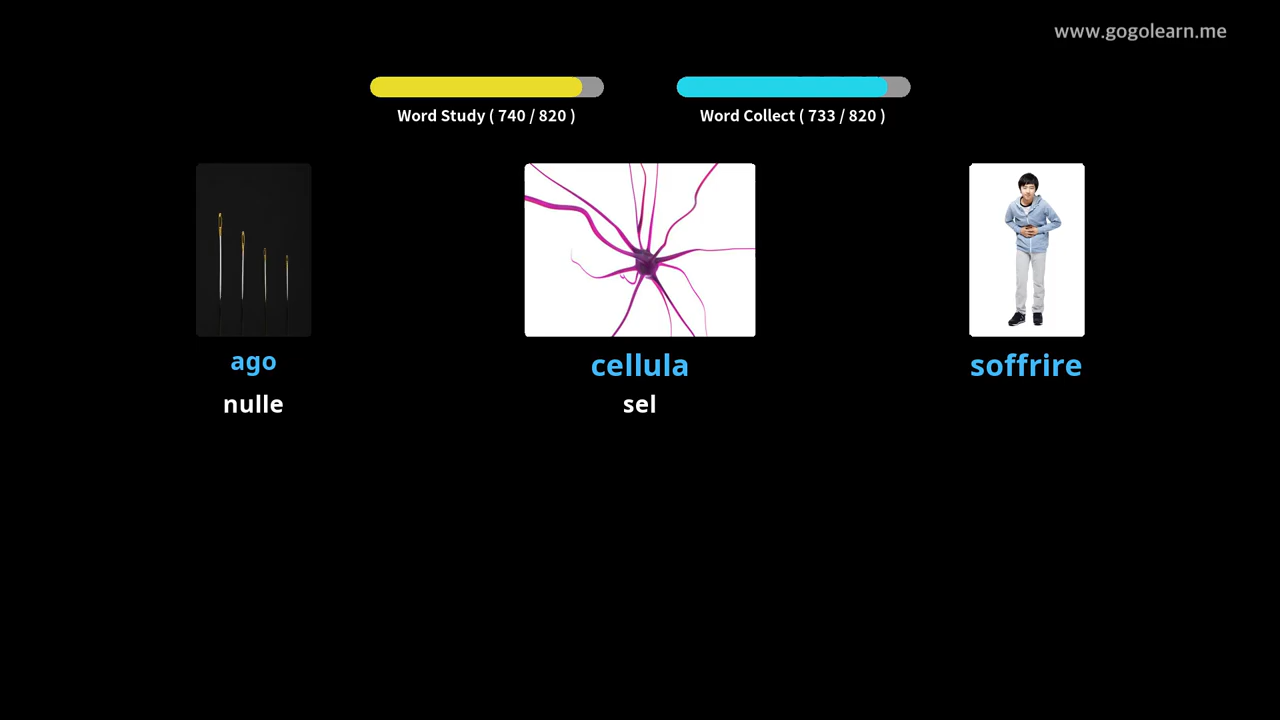 www.gogolearn.me
Word Study ( 740 / 820 )
Word Collect ( 733 / 820 )
ago
cellula
soffrire
nulle
sel